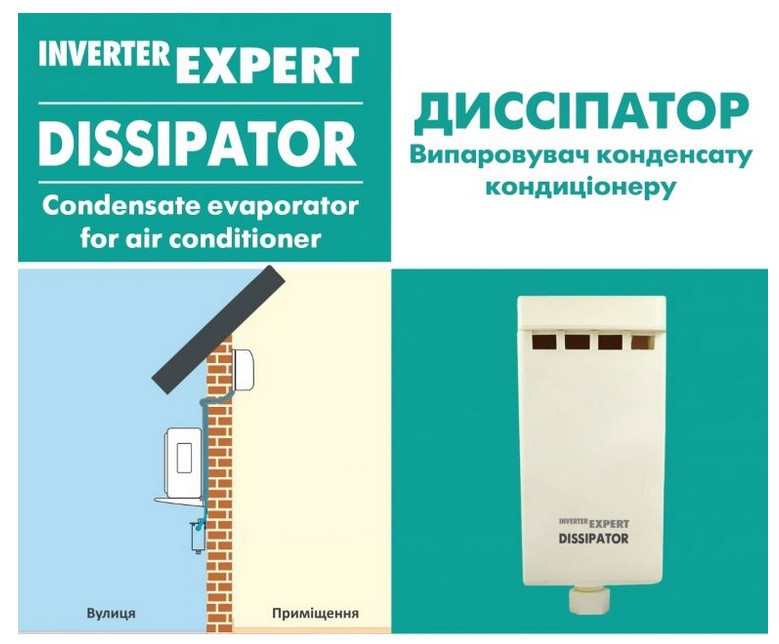 INVERTER EXPERT
DISSIPATOR
Condensate evaporator
for air conditioner
ДИССІПАТОР
Випаровувач конденсату
кондиціонеру
Вулиця
Приміщення
INVERTER EXPERT
DISSIPATOR